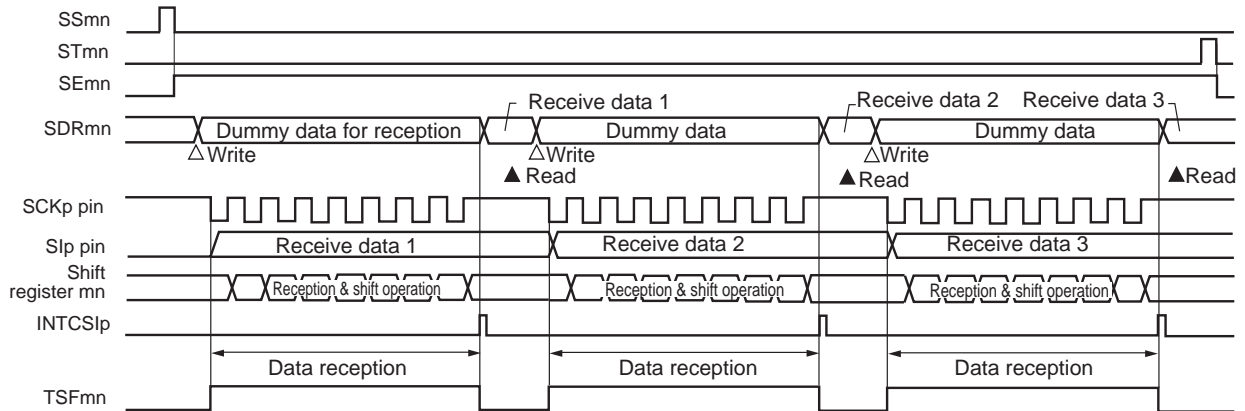 SSmn
STmn
SEmn
Receive data 1
Receive data 2
Receive data 3
SDRmn
Dummy data for reception
Dummy data
Dummy data
Write
Write
Write
Read
Read
Read
SCKp pin
SIp pin
Receive data 1
Receive data 2
Receive data 3
Shift
register mn
Reception & shift operation
Reception & shift operation
Reception & shift operation
INTCSIp
Data reception
Data reception
Data reception
TSFmn